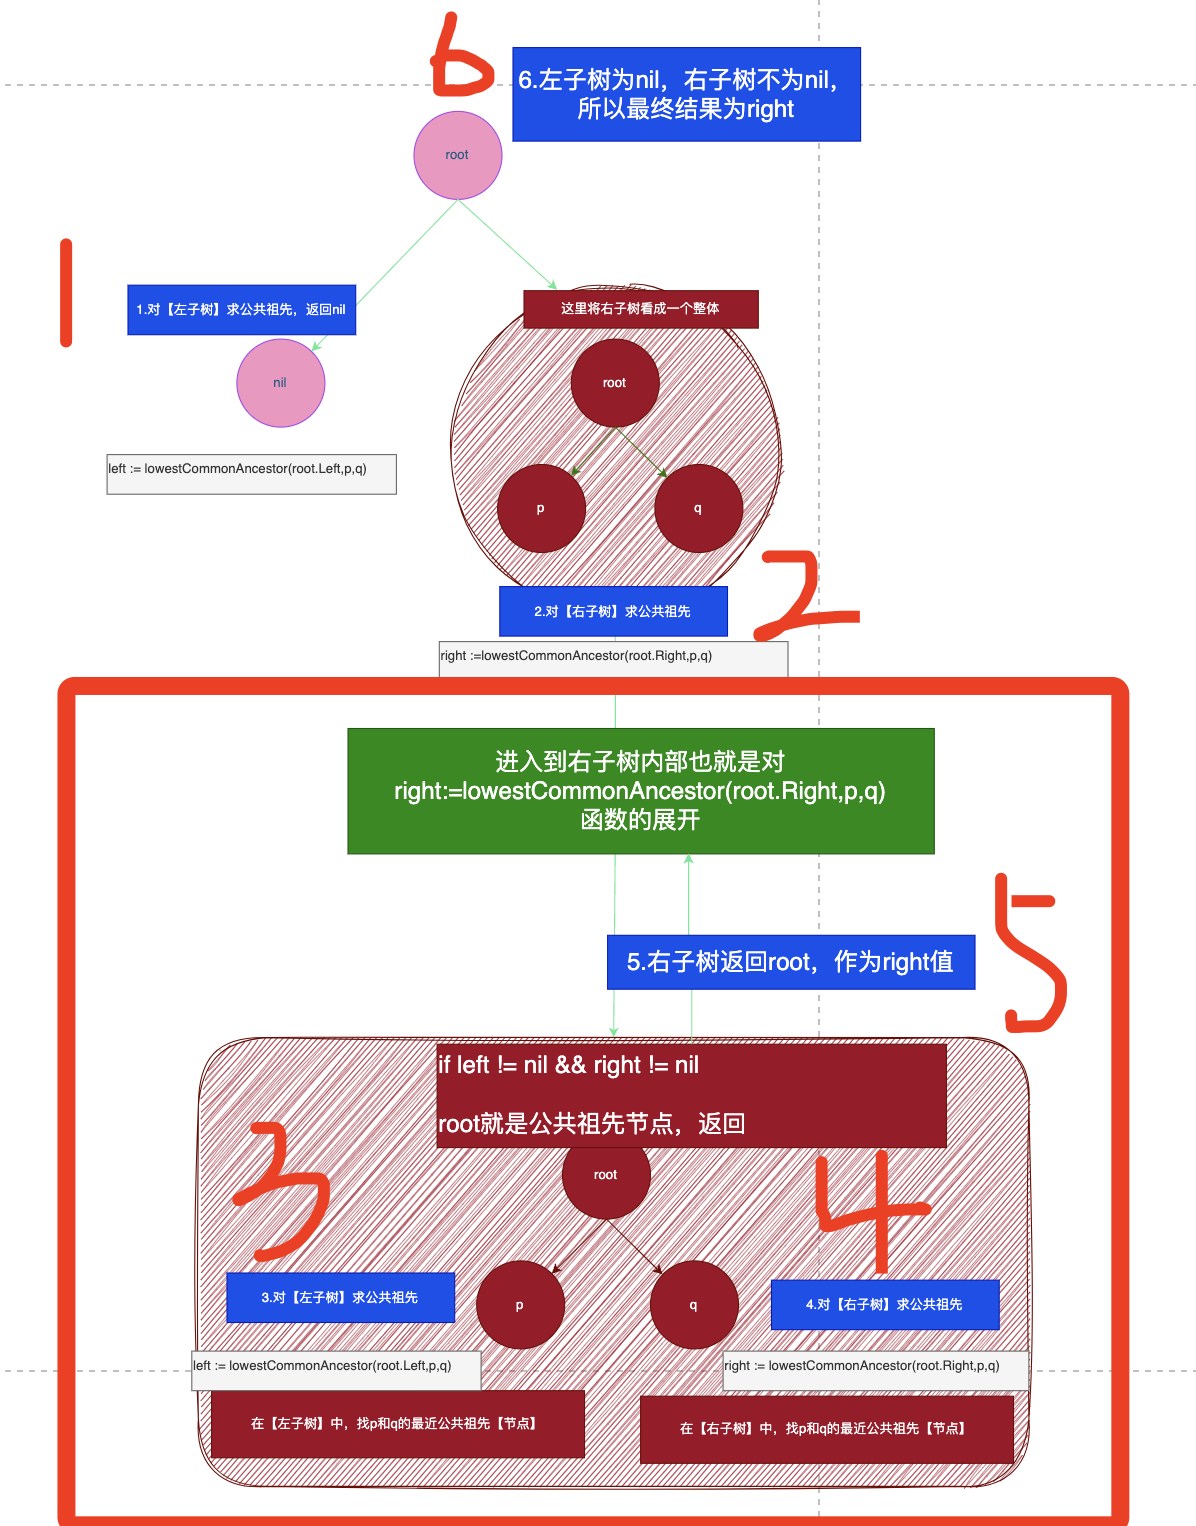 6
6.左子树为nil，右子树不为nil，
所以最终结果为right
root
1
1.对【左子树】求公共祖先，返回nil
这里将右子树看成一个整体
nil
root
left := lowestCommonAncestor(root.Left,p,q)
p
q
2
2.对【右子树】求公共祖先
right :=lowestCommonAncestor(root.Right,p,q)
进入到右子树内部也就是对
right:=lowestCommonAncestor(root.Right,p,q)
函数的展开
5
5.右子树返回root，作为right值
if left != nil && right != nil
root就是公共祖先节点，返回
3
root
4
3.对【左子树】求公共祖先
p
q
4.对【右子树】求公共祖先
left := lowestCommonAncestor(root.Left,p,q)
right := lowestCommonAncestor(root.Right,p,q)
在【左子树】中，找p和q的最近公共祖先【节点】
在【右子树】中，找p和q的最近公共祖先【节点】